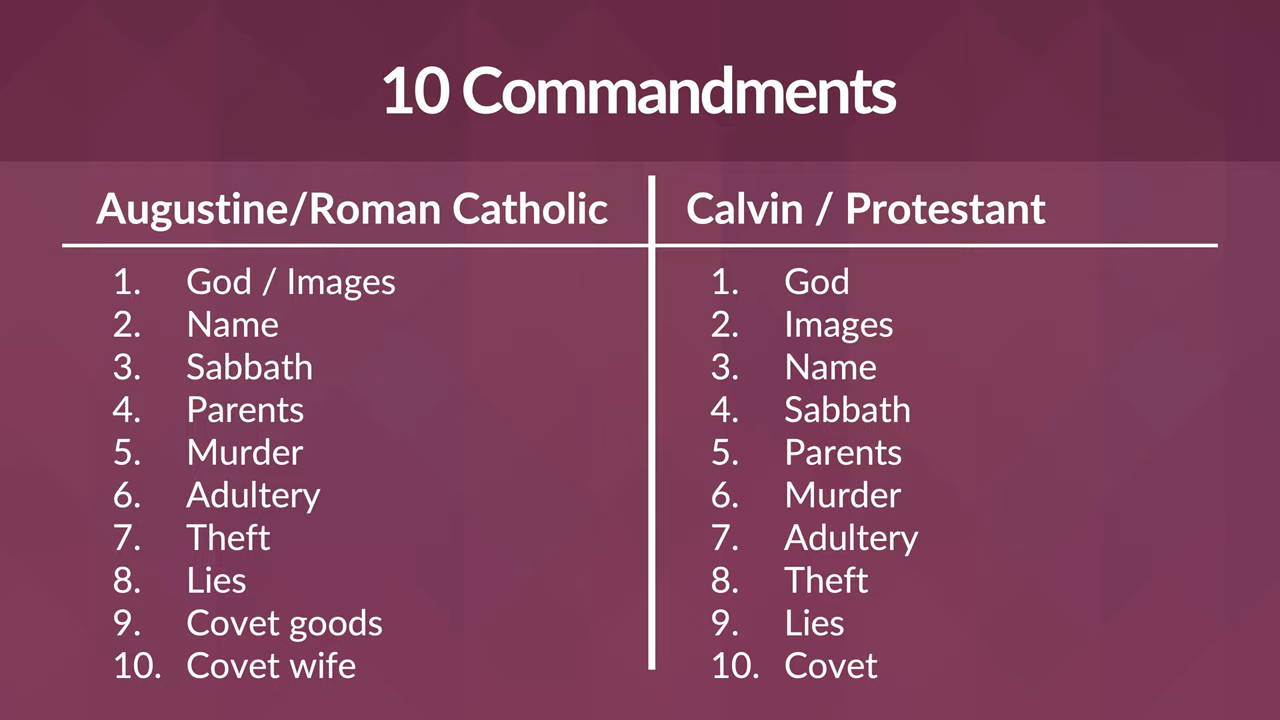 10 Commandments
Augustine/Roman Catholic
1. God / Images
2. Name
3. Sabbath
4. Parents
5. Murder
6. Adultery
7. Theft
8. Lies
9. Covet goods
10. Covet wife
Calvin / Protestant
1. God
2. Images
3. Name
4. Sabbath
5. Parents
6. Murder
7. Adultery
8. Theft
9. Lies
10. Covet